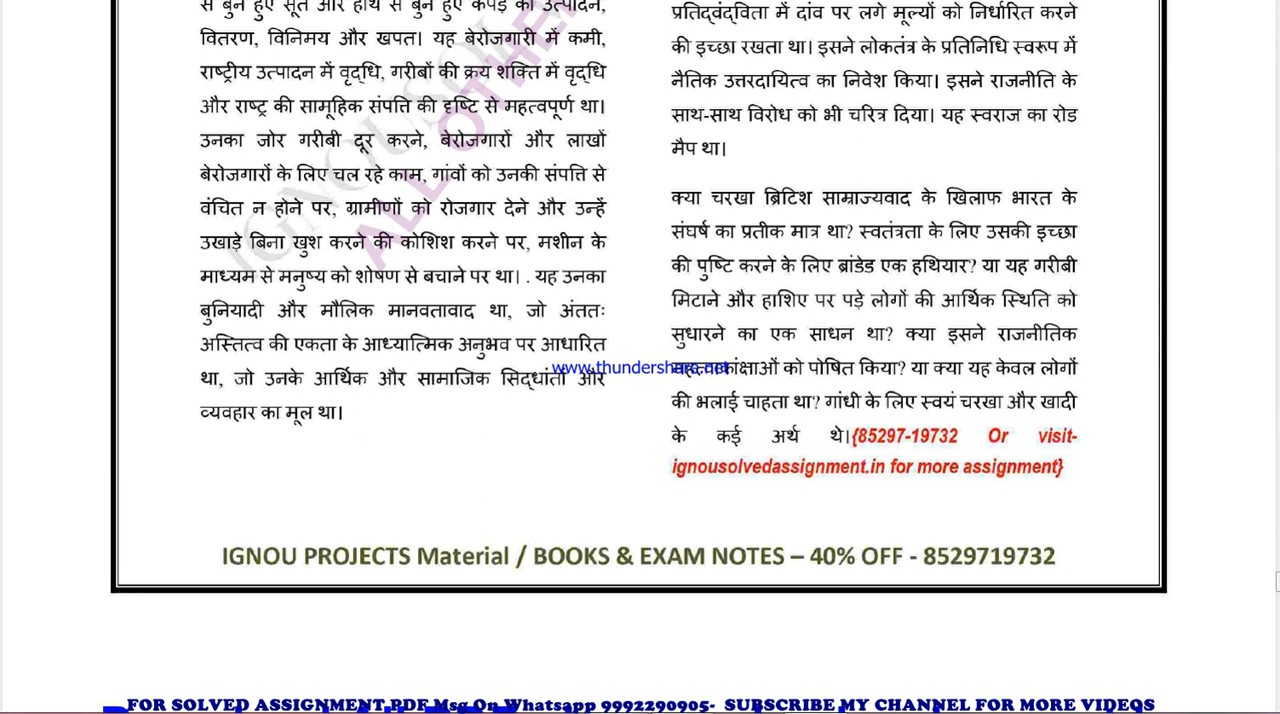 से बुने हुए सूत और हाथ से बुने हुए कपड़े का उत्पादन,
वितरण, विनिमय और खपत। यह बेरोजगारी में कमी,
राष्ट्रीय उत्पादन में वृद्धि, गरीबों की क्रय शक्ति में वृद्धि
और राष्ट्र की सामूहिक संपत्ति की दृष्टि से महत्वपूर्ण था।
उनका जोर गरीबी दूर करने, बेरोजगारों और लाखों
बेरोजगारों के लिए चल रहे काम, गांवों को उनकी संपत्ति से
वंचित न होने पर, ग्रामीणों को रोजगार देने और उन्हें
उखाड़े बिना खुश करने की कोशिश करने पर, मशीन के
माध्यम से मनुष्य को शोषण से बचाने पर था। . यह उनका
बुनियादी और मौलिक मानवतावाद था, जो अंततः
अस्तित्व की एकता के आध्यात्मिक अनुभव पर आधारित
था, जो उनके आर्थिक और सामाजिक सिद्धांतों और
व्यवहार का मूल था।
प्रतिद्वंद्विता में दांव पर लगे मूल्यों को निर्धारित करने
की इच्छा रखता था। इसने लोकतंत्र के प्रतिनिधि स्वरूप में
नैतिक उत्तरदायित्व का निवेश किया। इसने राजनीति के
साथ-साथ विरोध को भी चरित्र दिया। यह स्वराज का रोड
मैप था।
क्या चरखा ब्रिटिश साम्राज्यवाद के खिलाफ भारत के
संघर्ष का प्रतीक मात्र था? स्वतंत्रता के लिए उसकी इच्छा
की पुष्टि करने के लिए ब्रांडेड एक हथियार? या यह गरीबी
मिटाने और हाशिए पर पड़े लोगों की आर्थिक स्थिति को
सुधारने का एक साधन था? क्या इसने राजनीतिक
महत्वाकांक्षाओं को पोषित किया? या क्या यह केवल लोगों
की भलाई चाहता था? गांधी के लिए स्वयं चरखा और खादी
के कई अर्थ थे।{85297-19732 Or visit-
ignousolvedassignment.in for more assignment}
www.thundershare.net
IGNOU PROJECTS Material / BOOKS & EXAM NOTES – 40% OFF - 8529719732
FOR SOLVED ASSIGNMENT PDF Msg On Whatsapp 9992290905- SUBSCRIBE MY CHANNEL FOR MORE VIDEOS